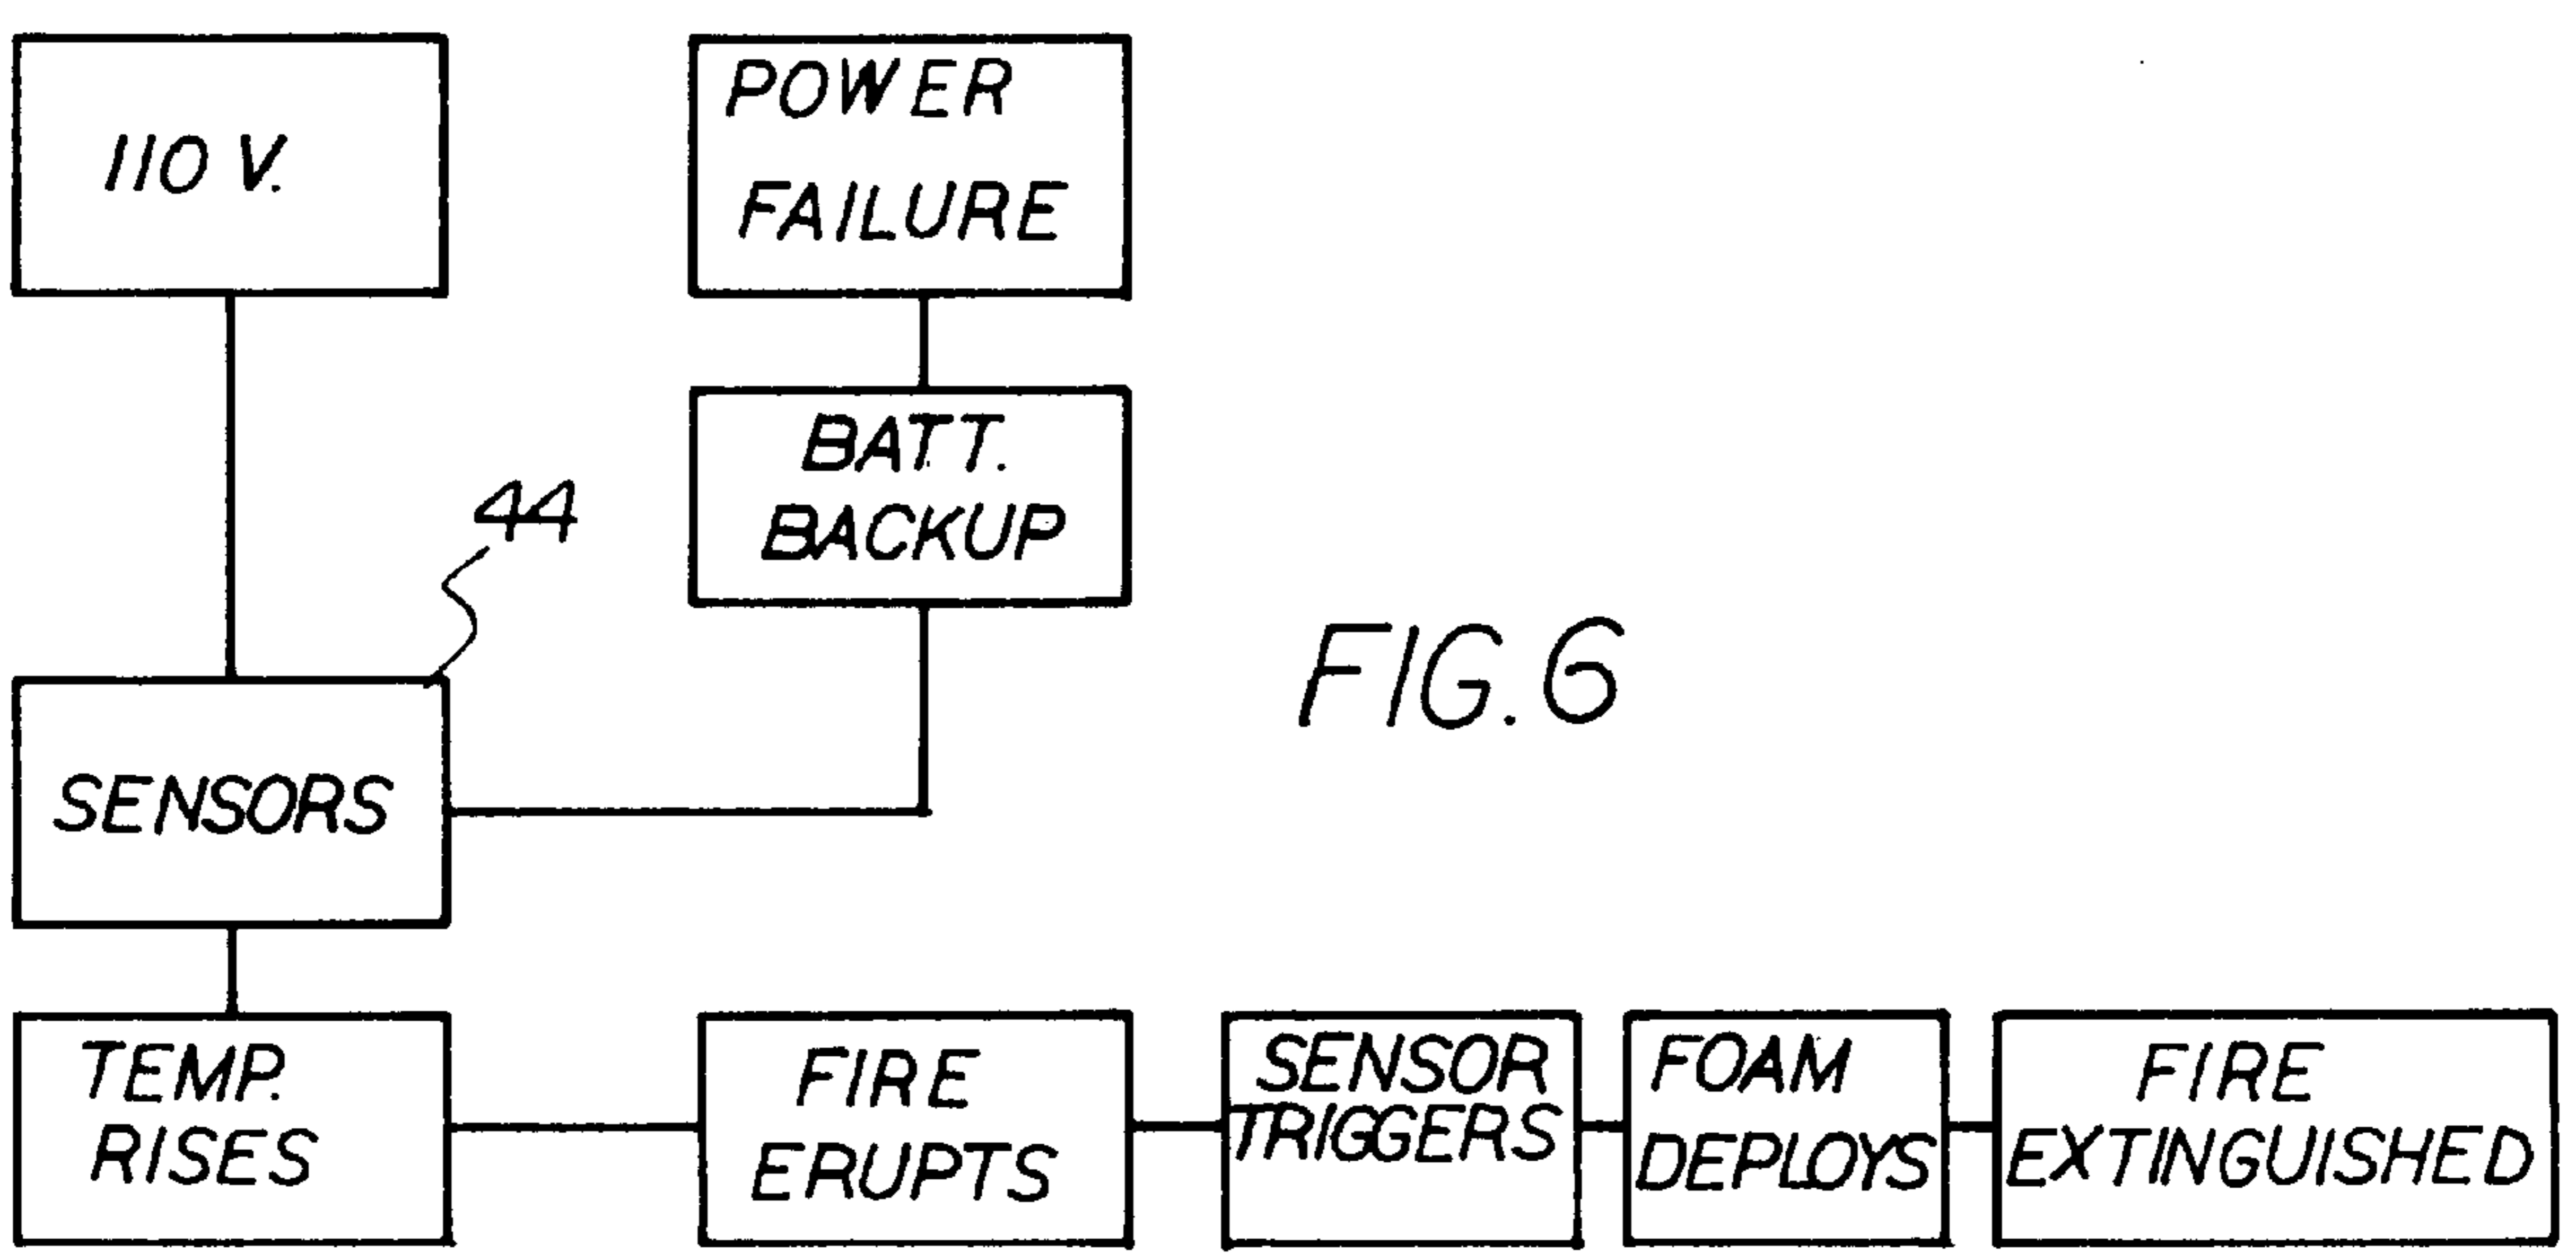 110 V.
POWER
FAILURE
BATT.
BACKUP
44
SENSORS
FIG. 6
TEMP.
RISES
FIRE
ERUPTS
SENSOR
TRIGGERS
FOAM
DEPLOYS
FIRE
EXTINGUISHED